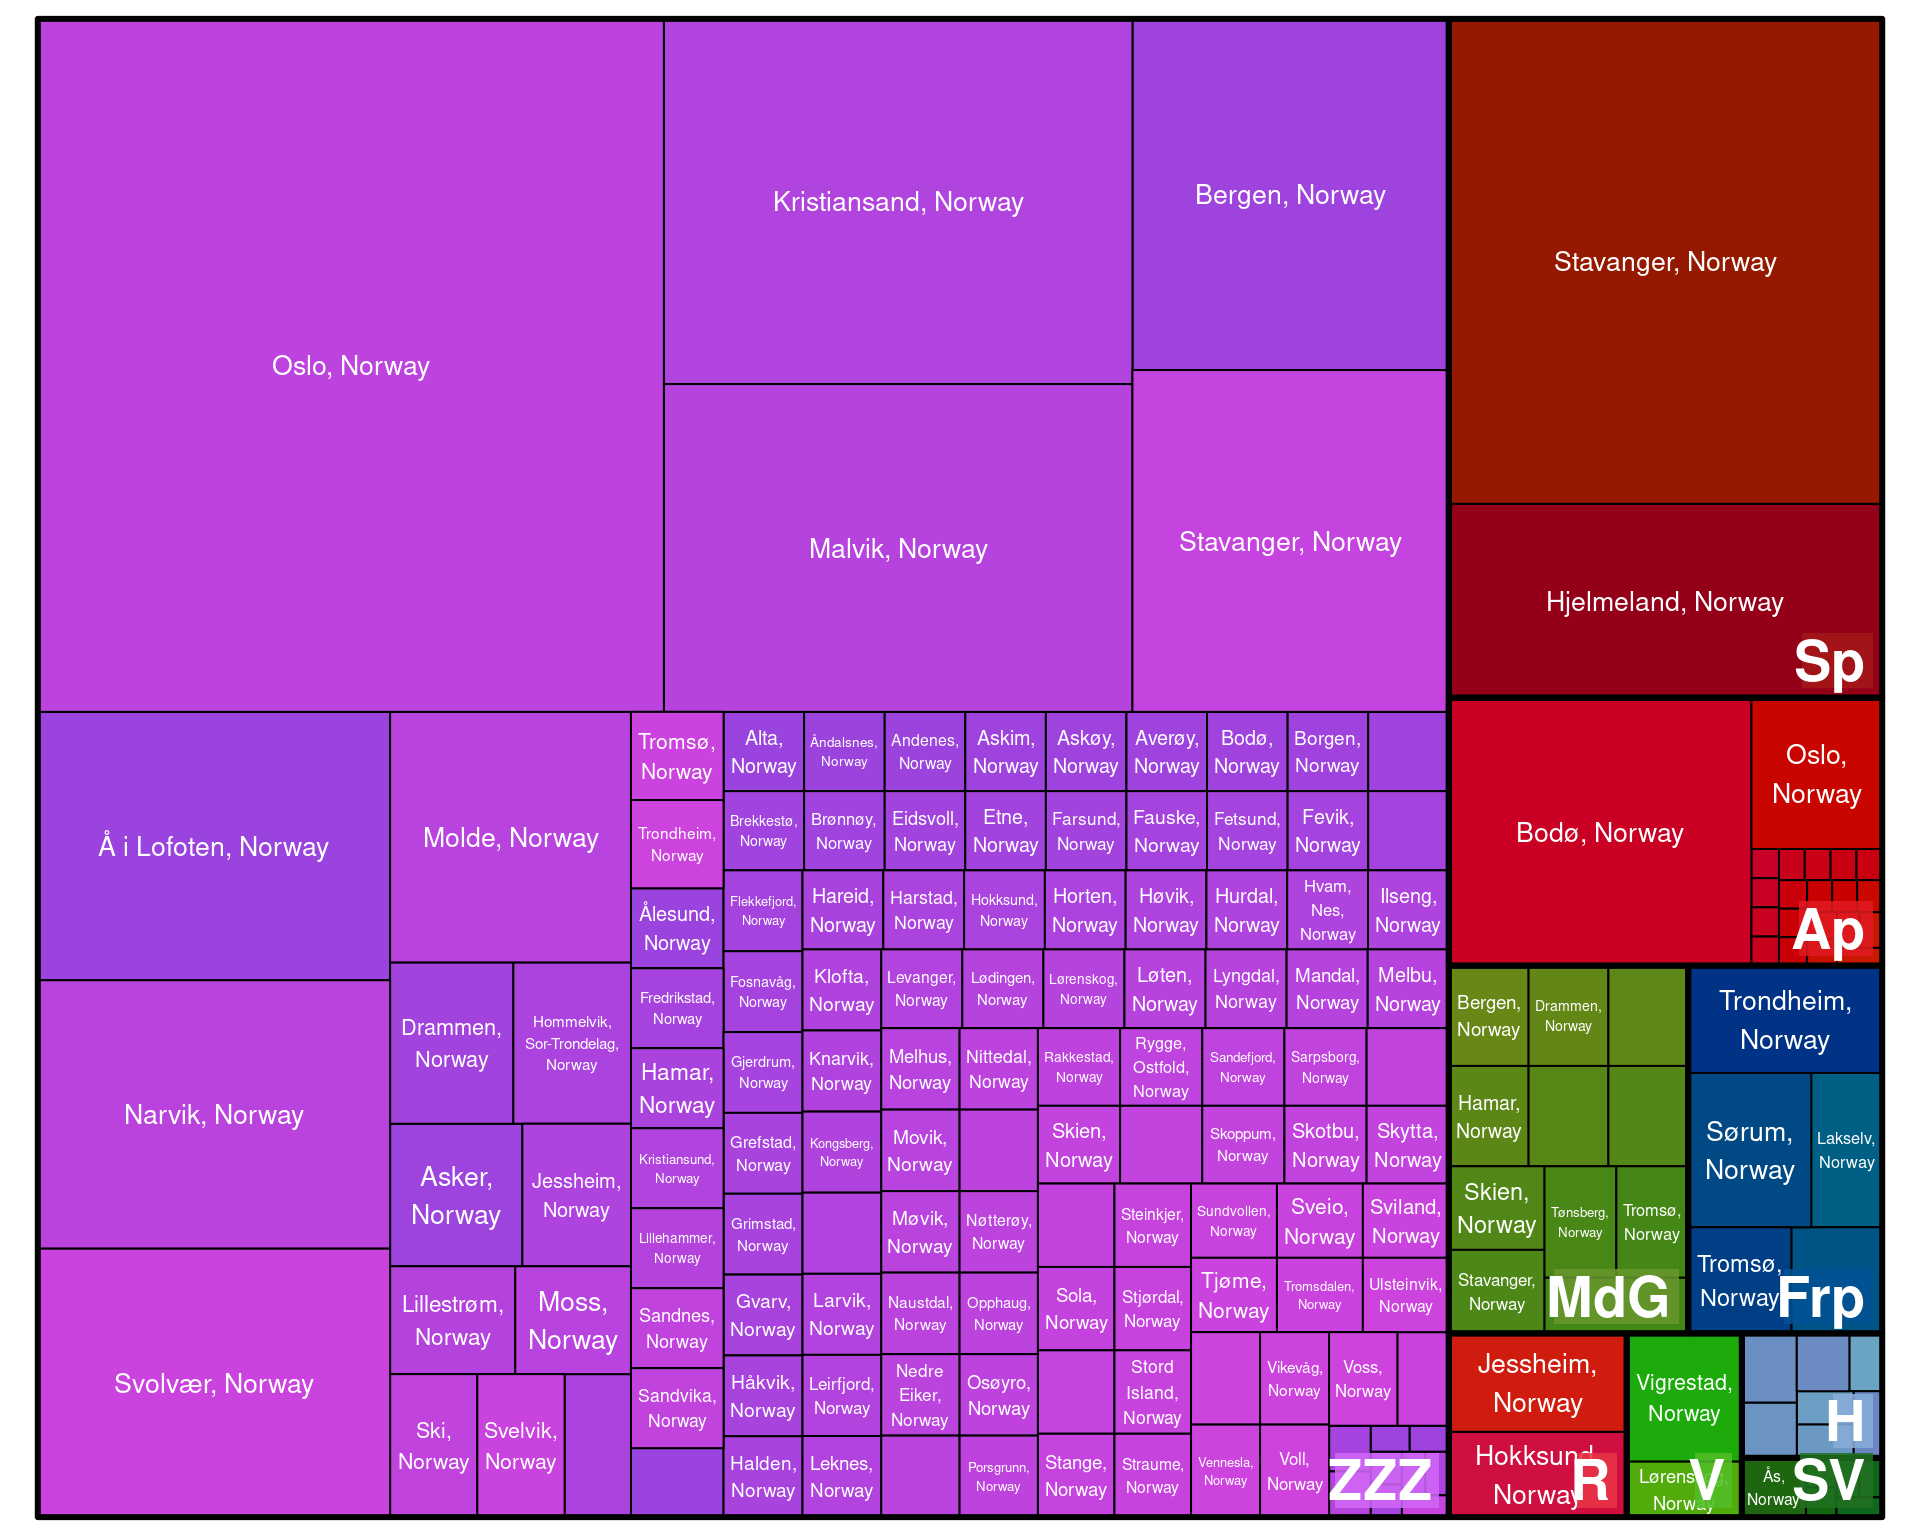 Oslo, Norway
Kristiansand, Norway
Bergen, Norway
Malvik, Norway
Stavanger, Norway
Å i Lofoten, Norway
Narvik, Norway
Svolvær, Norway
Molde, Norway
Drammen,
Norway
Hommelvik,
Sor-Trondelag,
Norway
Asker,
Norway
Jessheim,
Norway
Lillestrøm,
Norway
Moss,
Norway
Ski,
Norway
Svelvik,
Norway
Tromsø,
Norway
Trondheim,
Norway
Ålesund,
Norway
Fredrikstad,
Norway
Hamar,
Norway
Kristiansund,
Norway
Lillehammer,
Norway
Sandnes,
Norway
Sandvika,
Norway
Alta,
Norway
Åndalsnes,
Norway
Andenes,
Norway
Askim,
Norway
Askøy,
Norway
Averøy,
Norway
Bodø,
Norway
Borgen,
Norway
Brekkestø,
Norway
Brønnøy,
Norway
Eidsvoll,
Norway
Etne,
Norway
Farsund,
Norway
Fauske,
Norway
Fetsund,
Norway
Fevik,
Norway
Flekkefjord,
Norway
Hareid,
Norway
Harstad,
Norway
Hokksund,
Norway
Horten,
Norway
Høvik,
Norway
Hurdal,
Norway
Hvam,
Nes,
Norway
Ilseng,
Norway
Fosnavåg,
Norway
Klofta,
Norway
Levanger,
Norway
Lødingen,
Norway
Lørenskog,
Norway
Løten,
Norway
Lyngdal,
Norway
Mandal,
Norway
Melbu,
Norway
Gjerdrum,
Norway
Knarvik,
Norway
Melhus,
Norway
Nittedal,
Norway
Rakkestad,
Norway
Rygge,
Ostfold,
Norway
Sandefjord,
Norway
Sarpsborg,
Norway
Grefstad,
Norway
Kongsberg,
Norway
Movik,
Norway
Skien,
Norway
Skoppum,
Norway
Skotbu,
Norway
Skytta,
Norway
Grimstad,
Norway
Møvik,
Norway
Nøtterøy,
Norway
Steinkjer,
Norway
Sundvollen,
Norway
Sveio,
Norway
Sviland,
Norway
Gvarv,
Norway
Larvik,
Norway
Naustdal,
Norway
Opphaug,
Norway
Sola,
Norway
Stjørdal,
Norway
Tjøme,
Norway
Tromsdalen,
Norway
Ulsteinvik,
Norway
Håkvik,
Norway
Leirfjord,
Norway
Nedre
Eiker,
Norway
Osøyro,
Norway
Stord
Island,
Norway
Vikevåg,
Norway
Voss,
Norway
Halden,
Norway
Leknes,
Norway
Porsgrunn,
Norway
Stange,
Norway
Straume,
Norway
Vennesla,
Norway
Voll,
Norway
ZZZ
Stavanger, Norway
Hjelmeland, Norway
Sp
Bodø, Norway
Oslo,
Norway
Ap
Bergen,
Norway
Drammen,
Norway
Hamar,
Norway
Skien,
Norway
Tønsberg,
Norway
Tromsø,
Norway
Stavanger,
Norway
MdG
Trondheim,
Norway
Sørum,
Norway
Lakselv,
Norway
Tromsø,
Norway
Frp
Jessheim,
Norway
Hokksund,
Norway
R
Vigrestad,
Norway
Norway
V
H
Ås,
Norway
SV